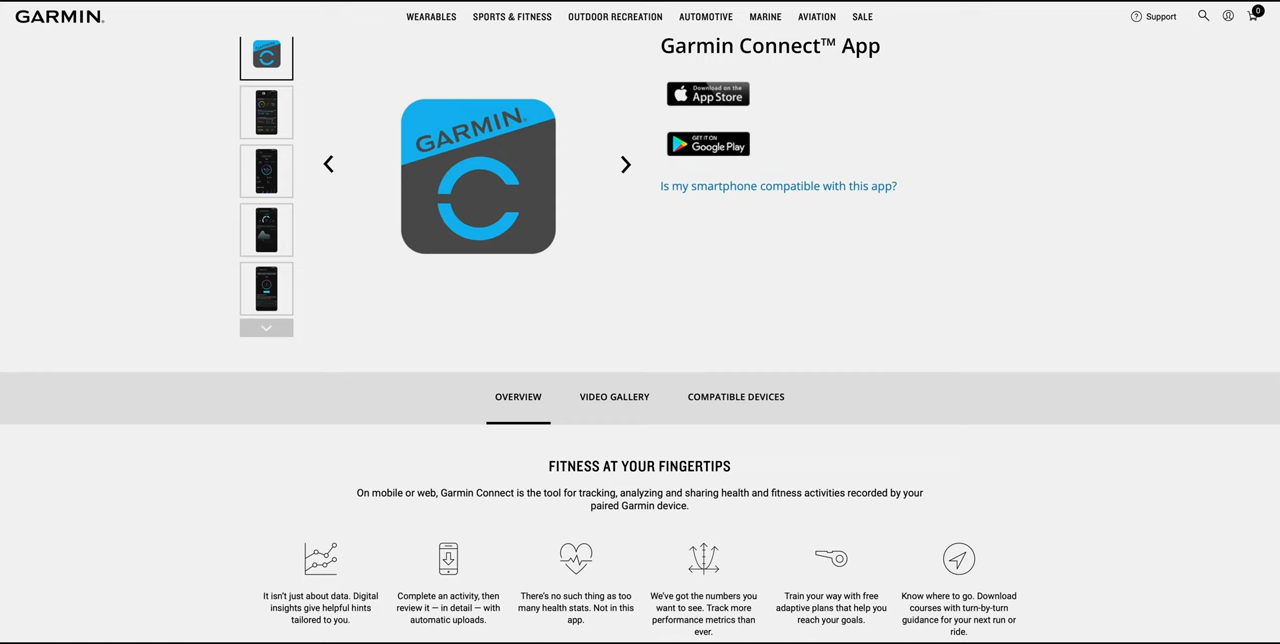 GARMIN.
WEARABLES SPORTS & FITNESS OUTDOOR RECREATION AUTOMOTIVE MARINE AVIATION SALE
Support
0
Garmin Connect™ App
GARMIN.
Download on the
App Store
GET IT ON
Google Play
Is my smartphone compatible with this app?
OVERVIEW VIDEO GALLERY COMPATIBLE DEVICES
FITNESS AT YOUR FINGERTIPS
On mobile or web, Garmin Connect is the tool for tracking, analyzing and sharing health and fitness activities recorded by your
paired Garmin device.
It isn't just about data. Digital
insights give helpful hints
tailored to you.
Complete an activity, then
review it — in detail — with
automatic uploads.
There's no such thing as too
many health stats. Not in this
app.
We've got the numbers you
want to see. Track more
performance metrics than
ever.
Train your way with free
adaptive plans that help you
reach your goals.
Know where to go. Download
courses with turn-by-turn
guidance for your next run or
ride.